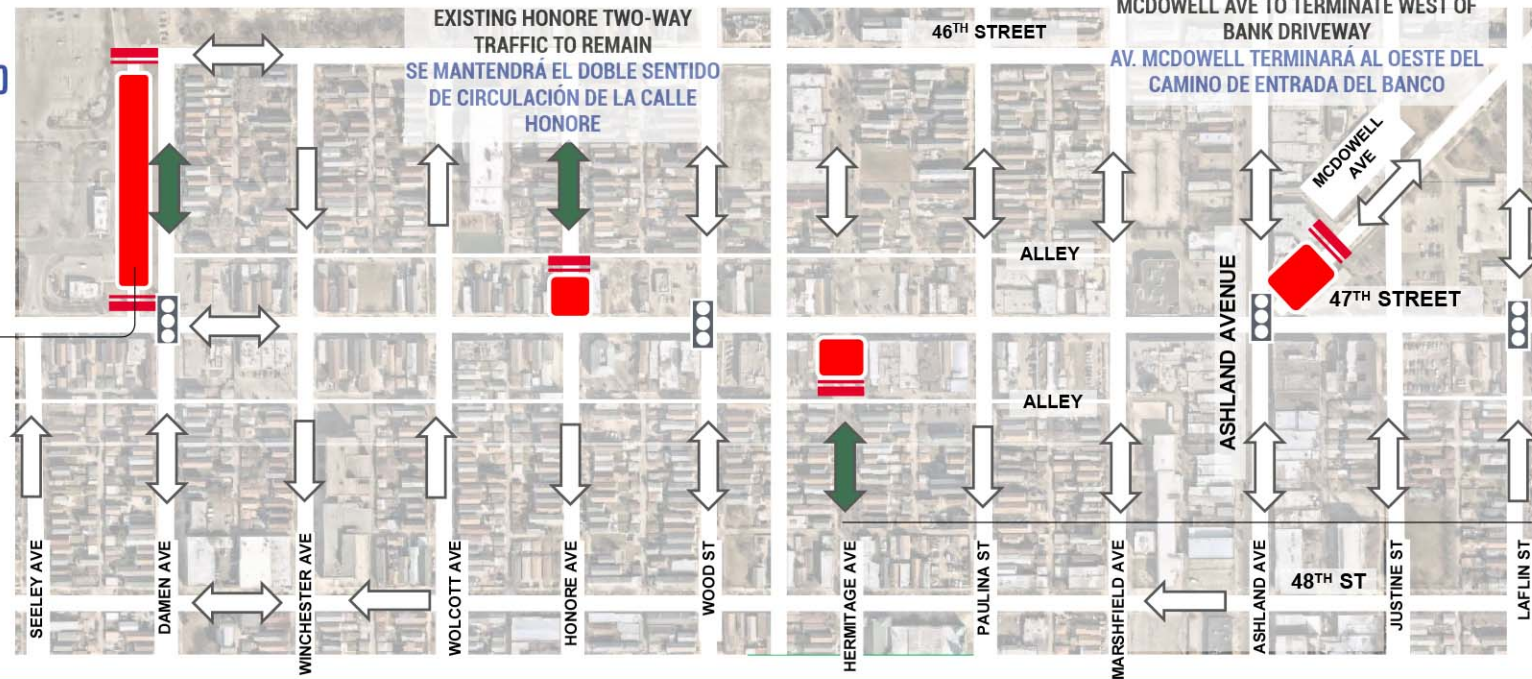 EXISTING HONORE TWO-WAY
TRAFFIC TO REMAIN
SE MANTENDRÁ EL DOBLE SENTIDO
DE CIRCULACIÓN DE LA CALLE
HONORE
46TH STREET
MCDOWELL AVE TO TERMINATE WEST OF
BANK DRIVEWAY
AV. MCDOWELL TERMINARÁ AL OESTE DEL
CAMINO DE ENTRADA DEL BANCO
MCDOWELL
AVE
ALLEY
ASHLAND AVENUE
47TH STREET
ALLEY
SEELEY AVE
DAMEN AVE
WINCHESTER AVE
WOLCOTT AVE
HONORE AVE
WOOD ST
HERMITAGE AVE
PAULINA ST
MARSHFIELD AVE
ASHLAND AVE
48TH ST
JUSTINE ST
LAFLIN ST